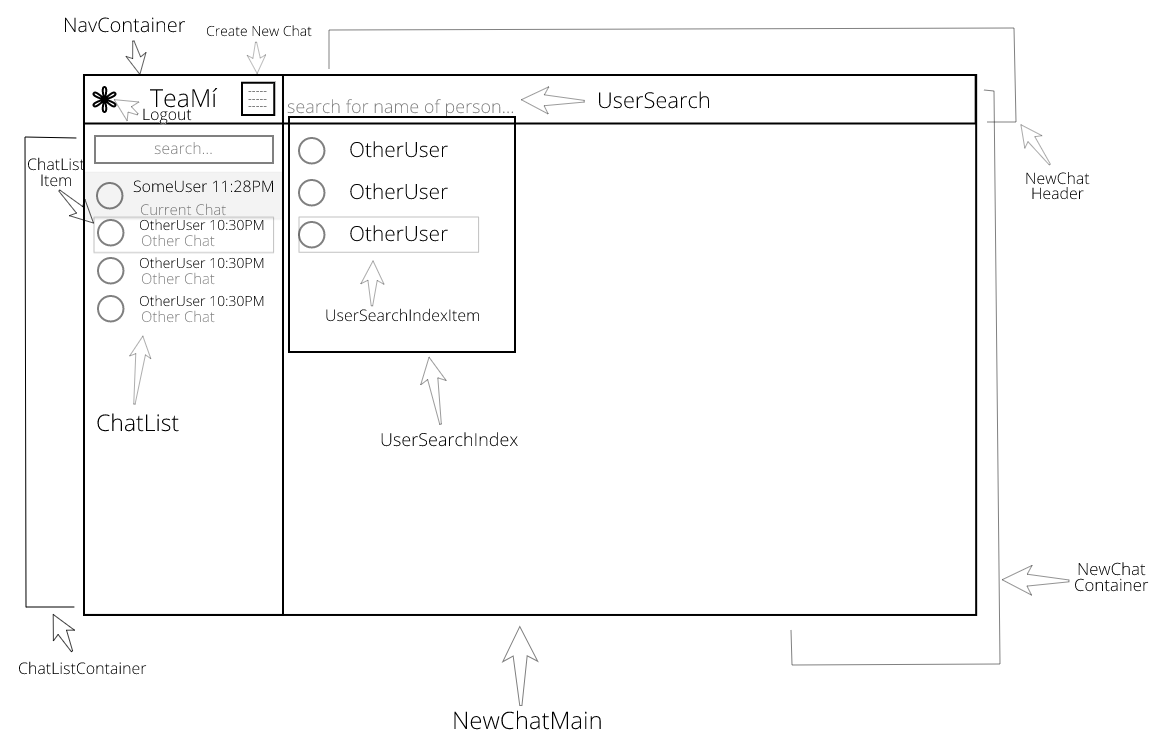 NavContainer
Create New Chat
TeaMí
Logout
search for name of person...
UserSearch
search...
ChatList
Item
SomeUser 11:28PM
Current Chat
OtherUser 10:30PM
Other Chat
OtherUser 10:30PM
Other Chat
OtherUser 10:30PM
Other Chat
ChatList
OtherUser
OtherUser
OtherUser
UserSearchIndexItem
UserSearchIndex
NewChat
Header
NewChat
Container
ChatListContainer
NewChatMain